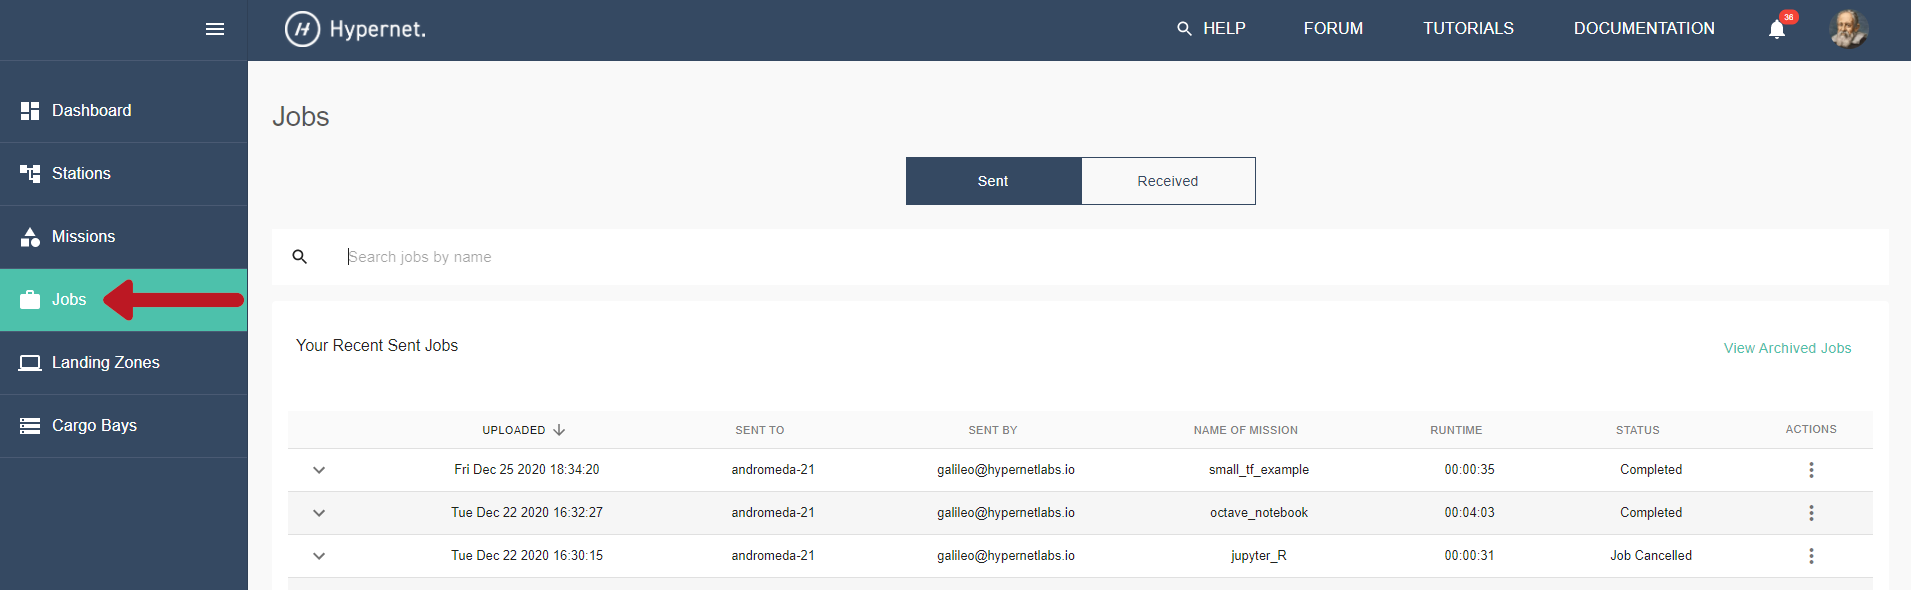 Hypernet.
HELP
FORUM
TUTORIALS
DOCUMENTATION
36
Dashboard
Stations
Missions
Jobs
Landing Zones
Cargo Bays
Jobs
Sent Received
Search jobs by name
Your Recent Sent Jobs
View Archived Jobs
UPLOADED SENT TO SENT BY NAME OF MISSION RUNTIME STATUS ACTIONS
Fri Dec 25 2020 18:34:20 andromeda-21 galileo@hypernetlabs.io small_tf_example 00:00:35 Completed
Tue Dec 22 2020 16:32:27 andromeda-21 galileo@hypernetlabs.io octave_notebook 00:04:03 Completed
Tue Dec 22 2020 16:30:15 andromeda-21 galileo@hypernetlabs.io jupyter_R 00:00:31 Job Cancelled